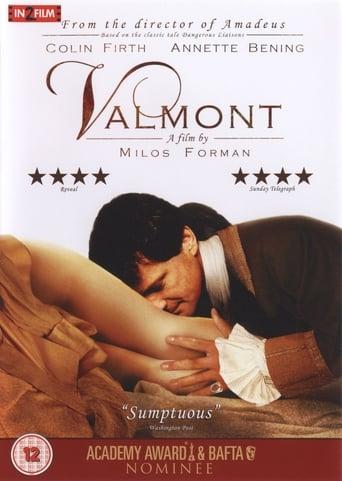 IN2FILM
From the director of Amadeus
Based on the classic tale Dangerous Liaisons
COLIN FIRTH ANNETTE BENING
VALMONT
A film by
MILOS FORMAN
Reveal
Sunday Telegraph
"Sumptuous"
Washington Post
12
ACADEMY AWARD & BAFTA
NOMINEE